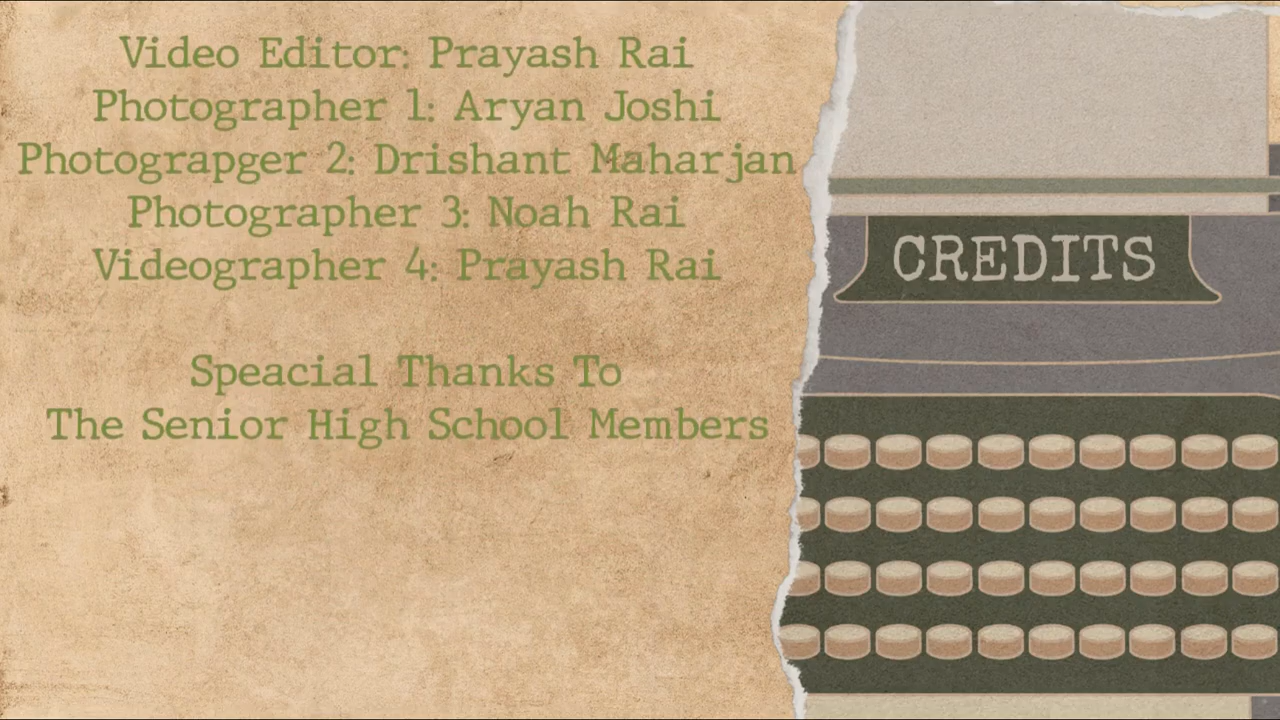 Video Editor: Prayash Rai
Photographer 1: Aryan Joshi
Photograpger 2: Drishant Maharjan
Photographer 3: Noah Rai
Videographer 4: Prayash Rai
Speacial Thanks To
The Senior High School Members
CREDITS